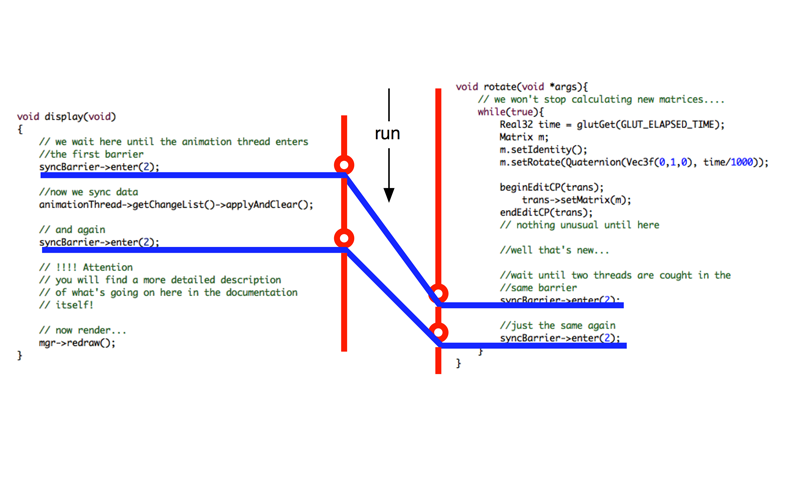 void display(void)
{
// we wait here until the animation thread enters
//the first barrier
syncBarrier->enter(2);
//now we sync data
animationThread->getChangeList()->applyAndClear();
// and again
syncBarrier->enter(2);
// !!!! Attention
// you will find a more detailed description
// of what's going on here in the documentation
// itself!
// now render...
mgr->redraw();
}
run
void rotate(void *args){
// we won't stop calculating new matrices....
while(true){
Real32 time = glutGet(GLUT_ELAPSED_TIME);
Matrix m;
m.setIdentity();
m.setRotate(Quaternion(Vec3f(0,1,0), time/1000));
beginEditCP(trans);
trans->setMatrix(m);
endEditCP(trans);
// nothing unusual until here
//well that's new...
//wait until two threads are cought in the
//same barrier
syncBarrier->enter(2);
//just the same again
syncBarrier->enter(2);
}
}